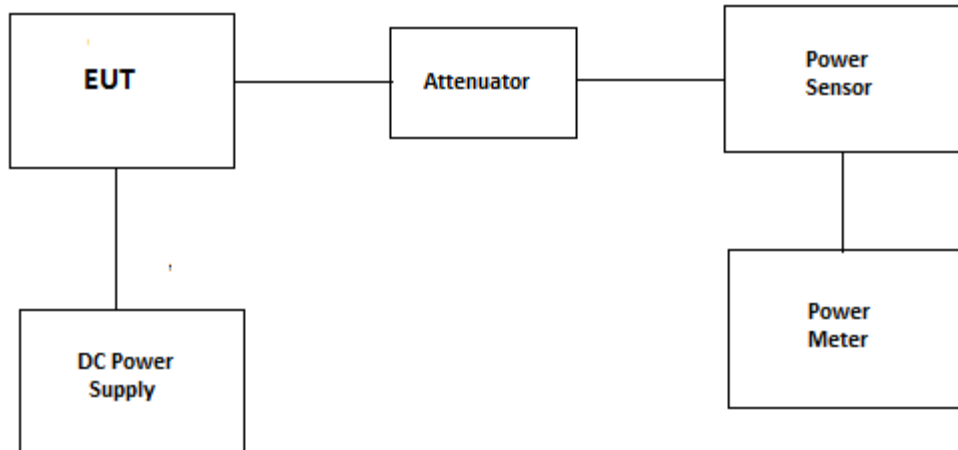 EUT
Attenuator
Power
Sensor
DC Power
Supply
Power
Meter